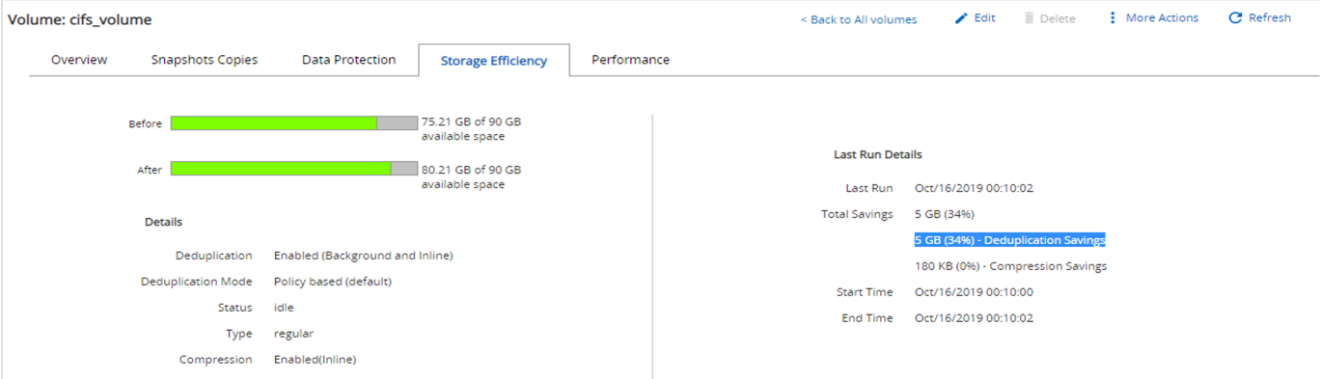 Volume: cifs_volume
< Back to All volumes Edit Delete More Actions Refresh
Overview Snapshots Copies Data Protection Storage Efficiency Performance
Before 75.21 GB of 90 GB
available space
After 80.21 GB of 90 GB
available space
Details
Deduplication Enabled (Background and Inline)
Deduplication Mode Policy based (default)
Status idle
Type regular
Compression Enabled(Inline)
Last Run Details
Last Run Oct/16/2019 00:10:02
Total Savings 5 GB (34%)
5 GB (34%) - Deduplication Savings
180 KB (0%) - Compression Savings
Start Time Oct/16/2019 00:10:00
End Time Oct/16/2019 00:10:02